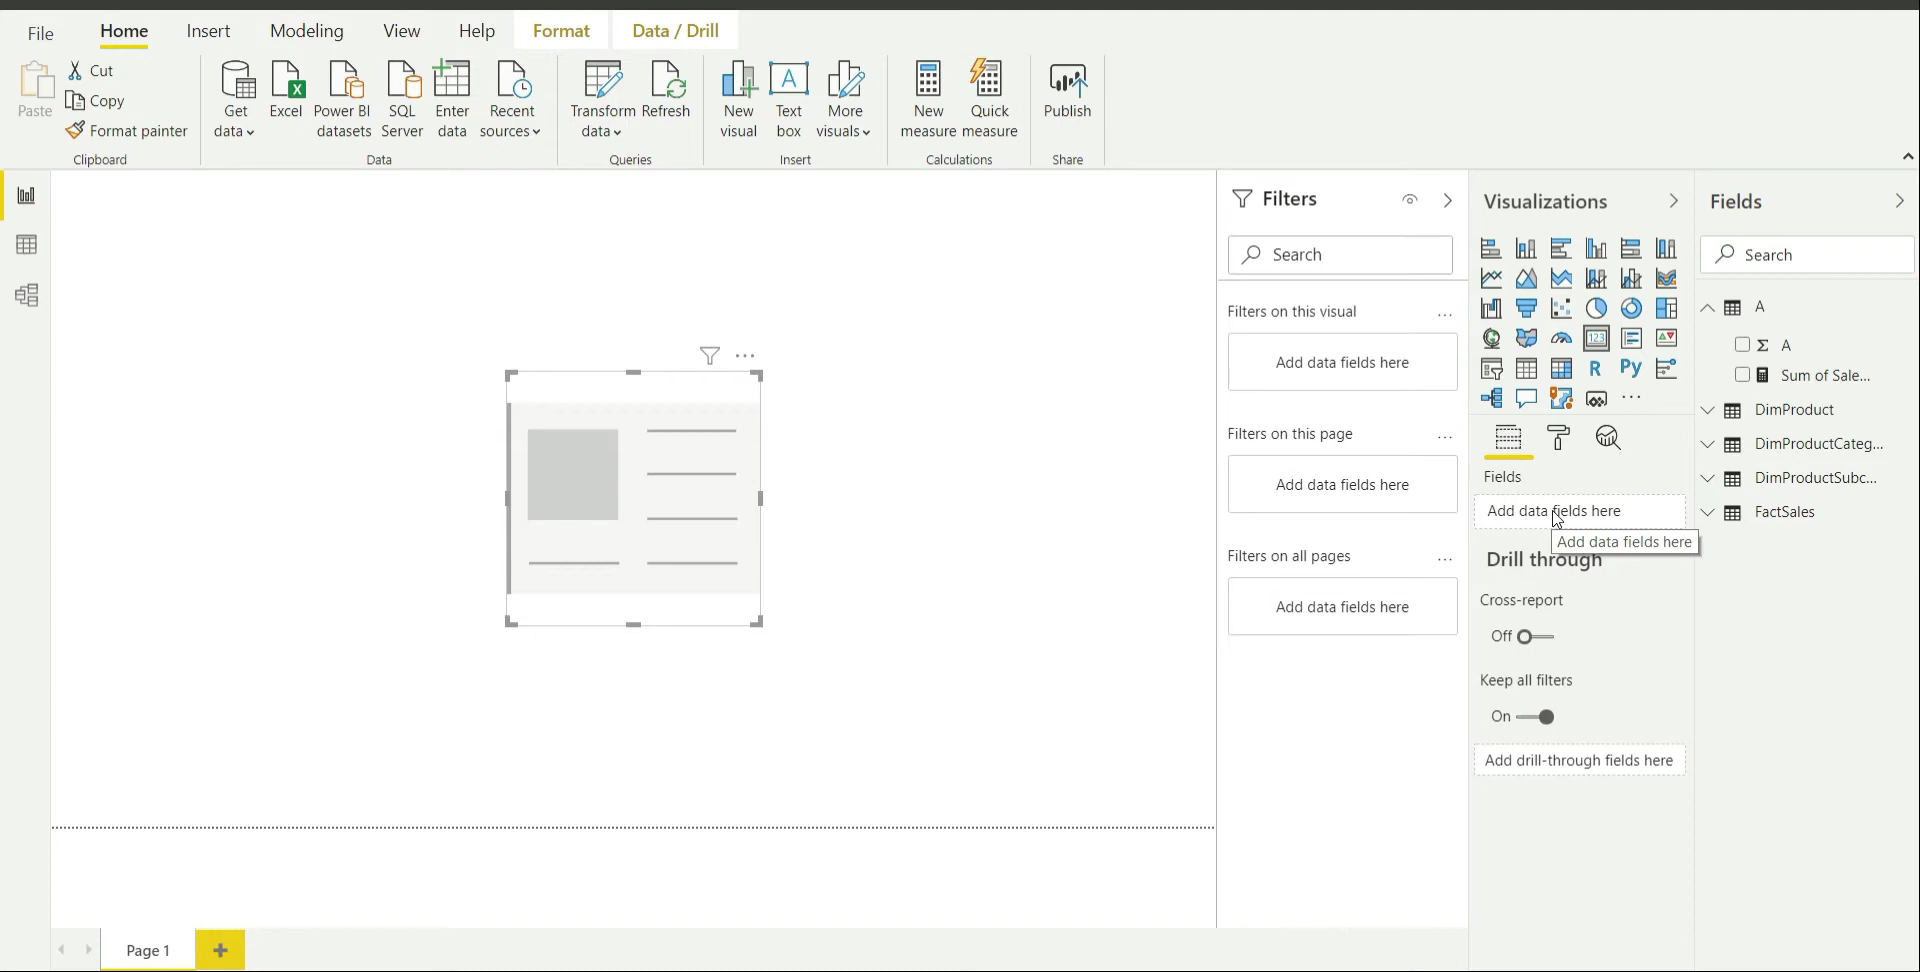 File
Home
Insert
Modeling
View
Help
Format
Data / Drill
Paste
Cut
Copy
Format painter
Clipboard
Get
data
Excel
Power BI
datasets
SQL
Server
Enter
data
Recent
sources
Data
Transform
data
Refresh
Queries
New
visual
Text
box
More
visuals
Insert
New
measure
Quick
measure
Calculations
Publish
Share
Filters
Search
Filters on this visual
...
Add data fields here
Filters on this page
...
Add data fields here
Filters on all pages
...
Add data fields here
Visualizations
R
Py
123
...
Fields
Add data fields here
Add data fields here
Drill through
Cross-report
Off
Keep all filters
On
Add drill-through fields here
Fields
Search
A
Σ A
Sum of Sale...
DimProduct
DimProductCateg...
DimProductSubc...
FactSales
Page 1